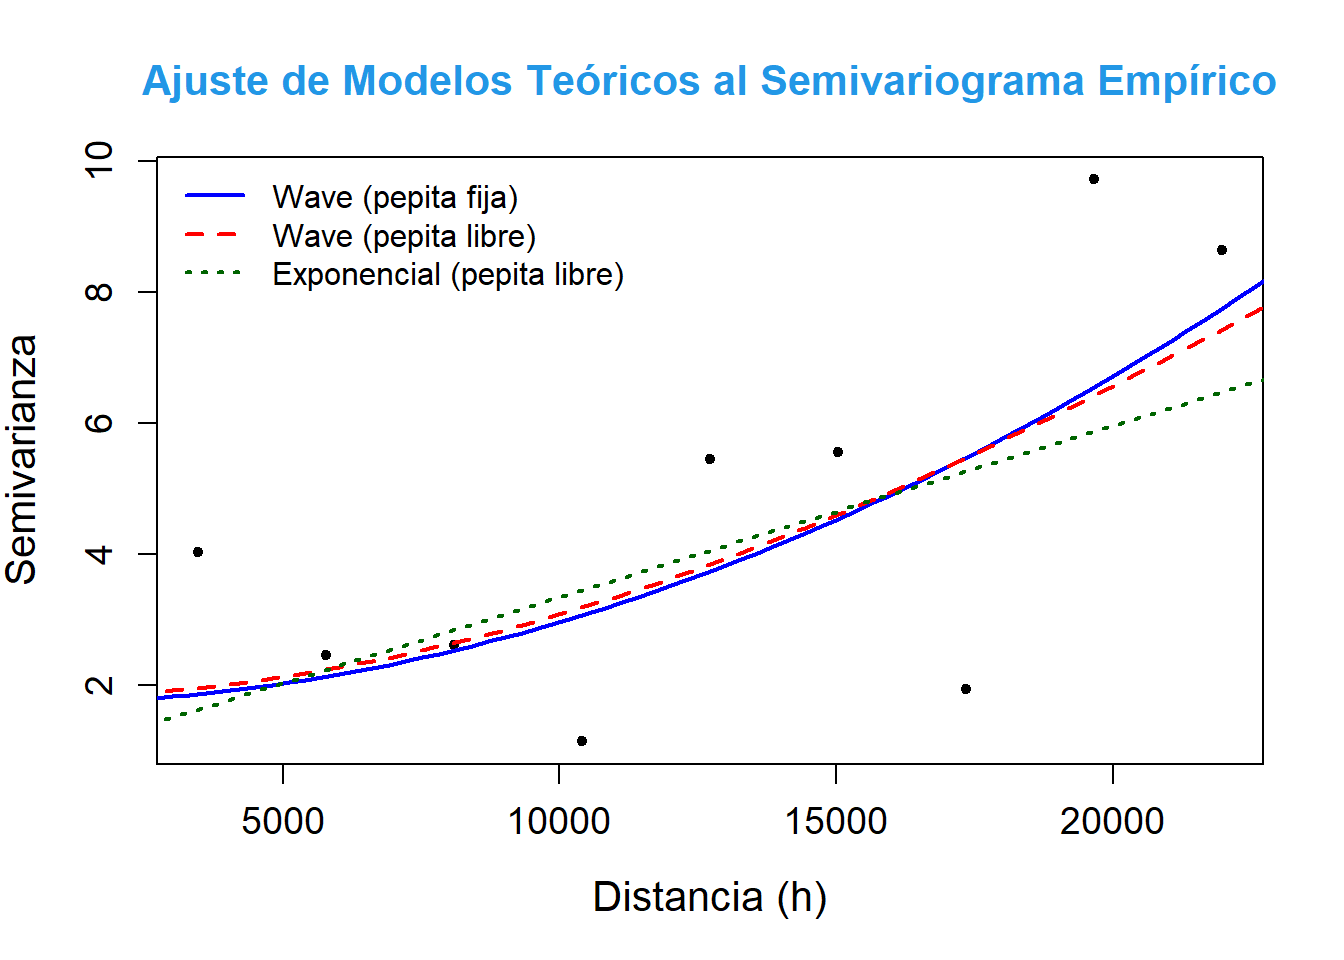 Ajuste de Modelos Teóricos al Semivariograma Empírico
Wave (pepita fija)
Wave (pepita libre)
Exponencial (pepita libre)
Semivarianza
10
8
6
4
2
5000 10000 15000 20000
Distancia (h)